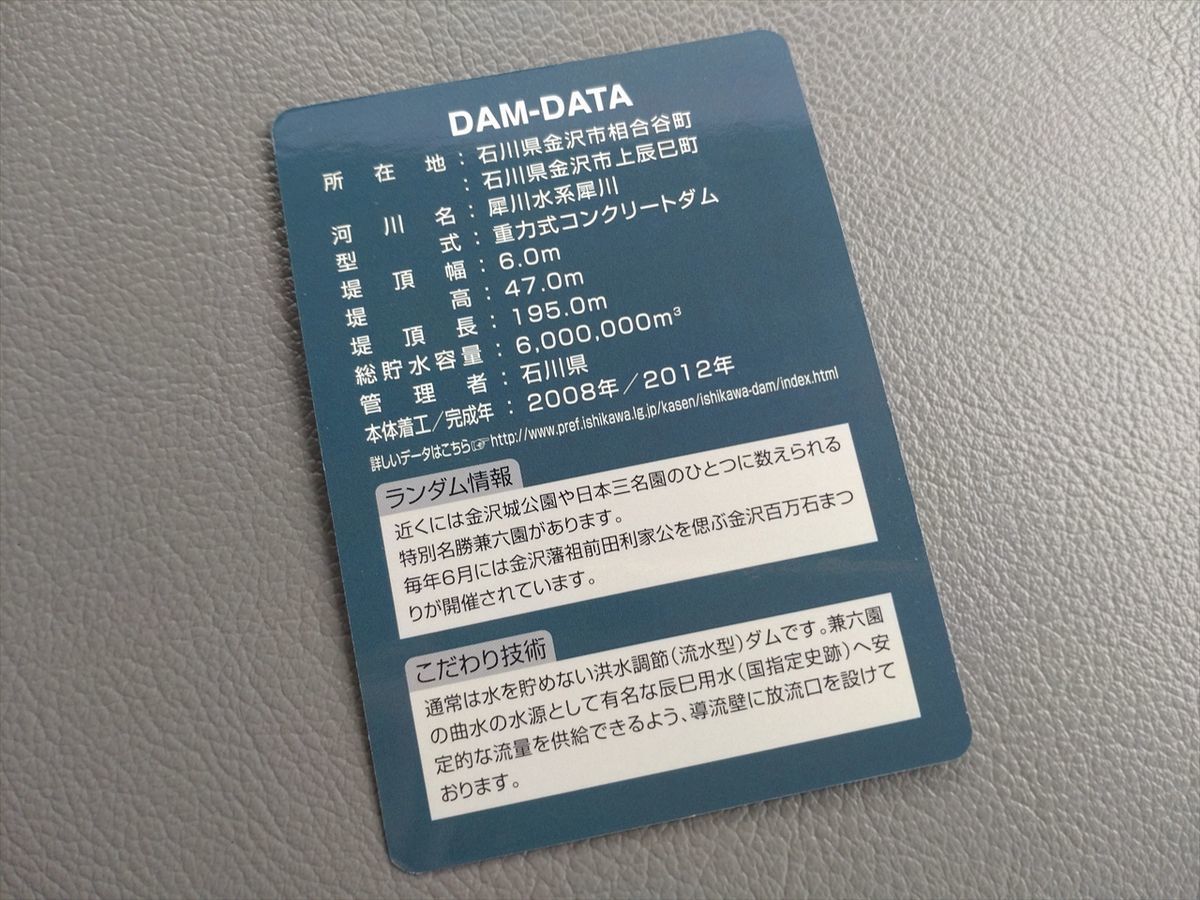 DAM-DATA
所在地：石川県金沢市相合谷町
：石川県金沢市上辰巳町
河川名：犀川水系犀川
型式：重力式コンクリートダム
堤頂幅：6.0m
堤高：47.0m
堤頂長：195.0m
総貯水容量：6,000,000m³
管理者：石川県
本体着工／完成年：2008年／2012年
詳しいデータはこちら☞http://www.pref.ishikawa.lg.jp/kasen/ishikawa-dam/index.html
ランダム情報
近くには金沢城公園や日本三名園のひとつに数えられる
特別名勝兼六園があります。
毎年6月には金沢藩祖前田利家公を偲ぶ金沢百万石まつ
りが開催されています。
こだわり技術
通常は水を貯めない洪水調節（流水型）ダムです。兼六園
の曲水の水源として有名な辰巳用水（国指定史跡）へ安
定的な流量を供給できるよう、導流壁に放流口を設けて
おります。